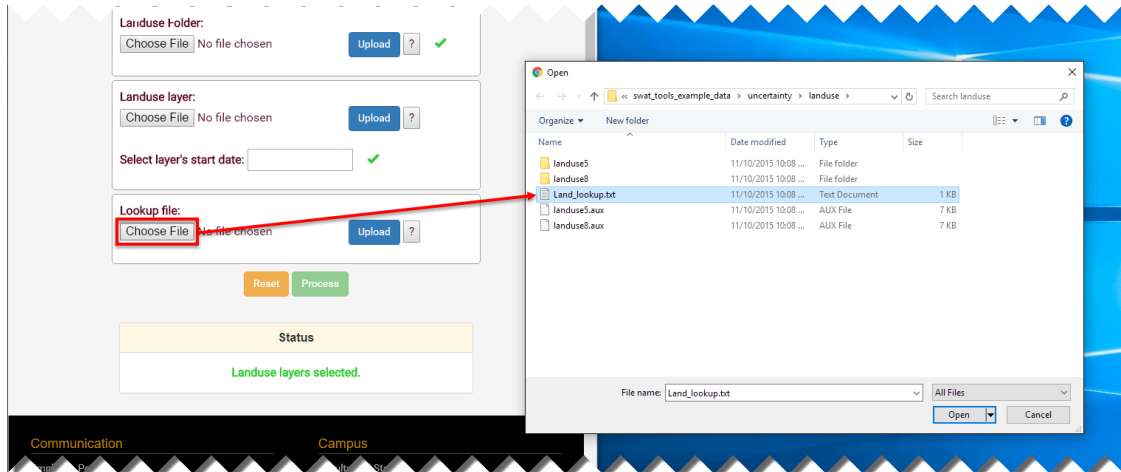 Landuse Folder:
Choose File No file chosen Upload ?
Landuse layer:
Choose File No file chosen Upload ?
Select layer's start date:
Lookup file:
Choose File No file chosen Upload ?
Reset Process
Status
Landuse layers selected.
Communication Campus
Open
« swat_tools_example_data › uncertainty › landuse › Search landuse
Organize New folder ?
Name Date modified Type Size
landuse5 11/10/2015 10:08 ... File folder
landuse8 11/10/2015 10:08 ... File folder
Land_lookup.txt 11/10/2015 10:08 ... Text Document 1 KB
landuse5.aux 11/10/2015 10:08 ... AUX File 7 KB
landuse8.aux 11/10/2015 10:08 ... AUX File 7 KB
File name: Land_lookup.txt All Files
Open Cancel